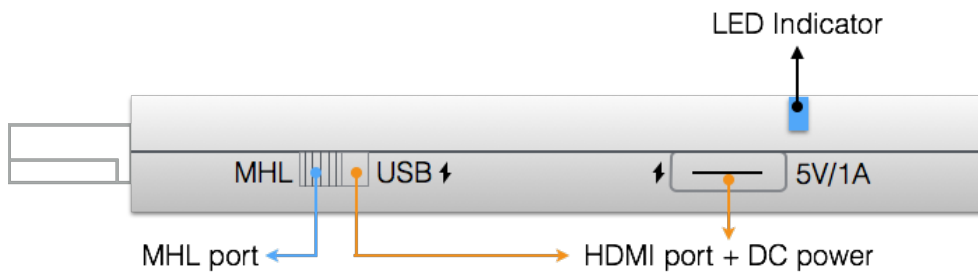 LED Indicator
MHL USB 5V/1A
MHL port HDMI port + DC power